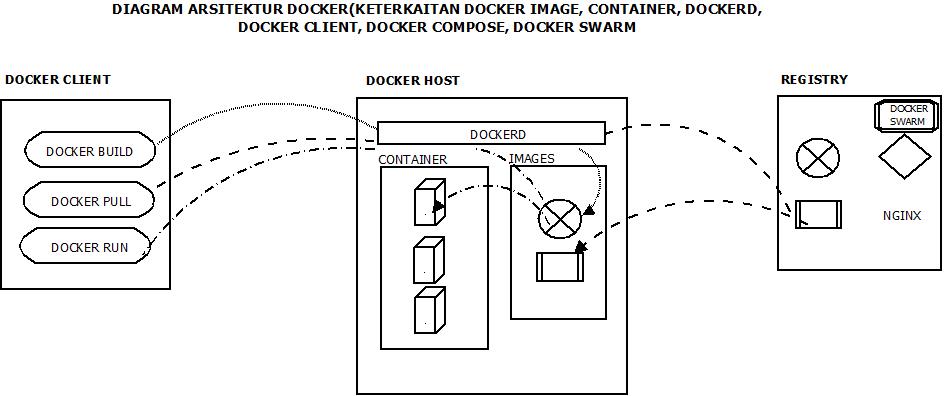 DIAGRAM ARSITEKTUR DOCKER(KETERKAITAN DOCKER IMAGE, CONTAINER, DOCKERD,
DOCKER CLIENT, DOCKER COMPOSE, DOCKER SWARM
DOCKER CLIENT
DOCKER HOST
REGISTRY
DOCKER BUILD
DOCKER PULL
DOCKER RUN
DOCKERD
CONTAINER
IMAGES
DOCKER
SWARM
NGINX